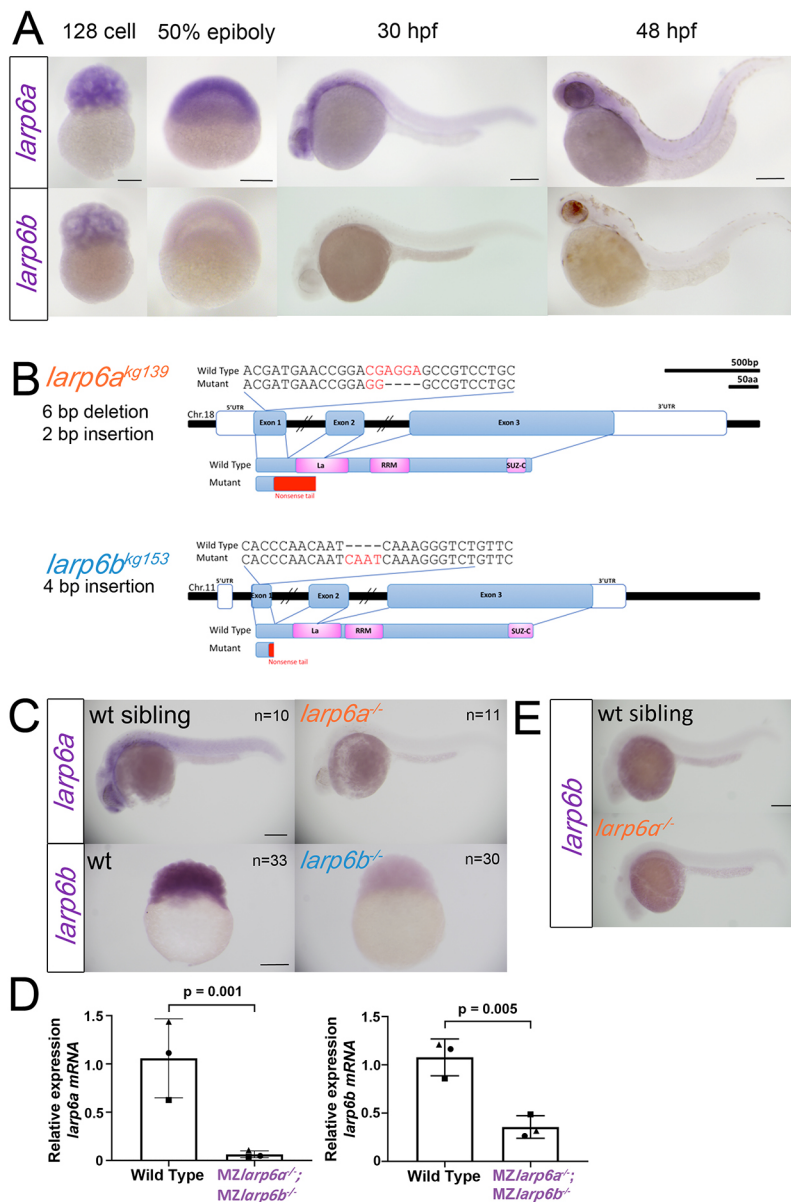 A
128 cell
50% epiboly
30 hpf
48 hpf
larp6a
larp6b
B
larp6a^kg139
6 bp deletion
2 bp insertion
Wild Type ACGATGAACCGGACGAGGAGCCGTCCTGC
Mutant ACGATGAACCGGAGG----GCCGTCCTGC
500bp
50aa
Chr.18
5'UTR
Exon 1
Exon 2
Exon 3
3'UTR
Wild Type
La
RRM
SUZ-C
Mutant
Nonsense tail
larp6b^kg153
4 bp insertion
Wild Type CACCCAACAAT----CAAAGGGTCTGTTC
Mutant CACCCAACAATCAATCAAAGGGTCTGTTC
Chr.11
5'UTR
Exon 1
Exon 2
Exon 3
3'UTR
Wild Type
La
RRM
SUZ-C
Mutant
Nonsense tail
C
larp6a
wt sibling
n=10
larp6a-/-
n=11
larp6b
wt
n=33
larp6b-/-
n=30
E
larp6b
wt sibling
larp6a-/-
D
Relative expression
larp6a mRNA
1.5
1.0
0.5
0
p = 0.001
Wild Type
MZlarp6a-/-;
MZlarp6b-/-
Relative expression
larp6b mRNA
1.5
1.0
0.5
0
p = 0.005
Wild Type
MZlarp6a-/-;
MZlarp6b-/-